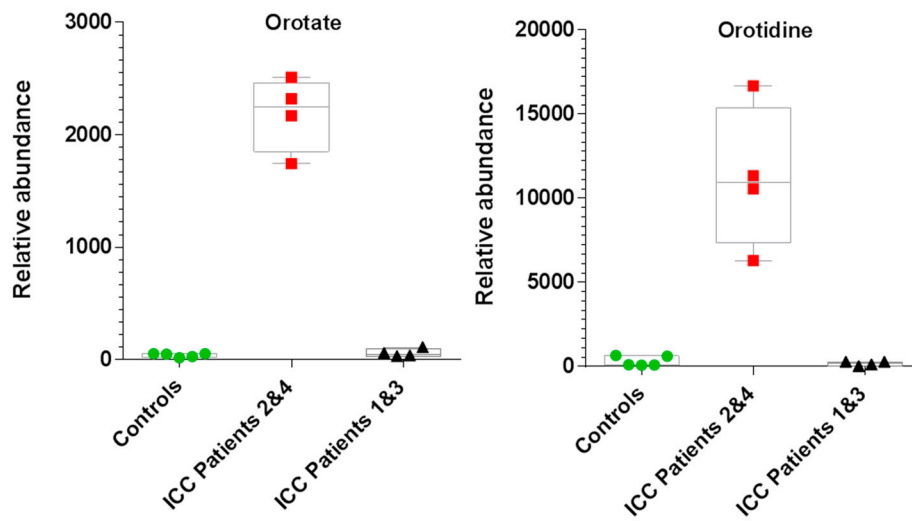 Orotate
Relative abundance
3000
2000
1000
0
Controls
ICC Patients 2&4
ICC Patients 1&3
Orotidine
Relative abundance
20000
15000
10000
5000
0
Controls
ICC Patients 2&4
ICC Patients 1&3